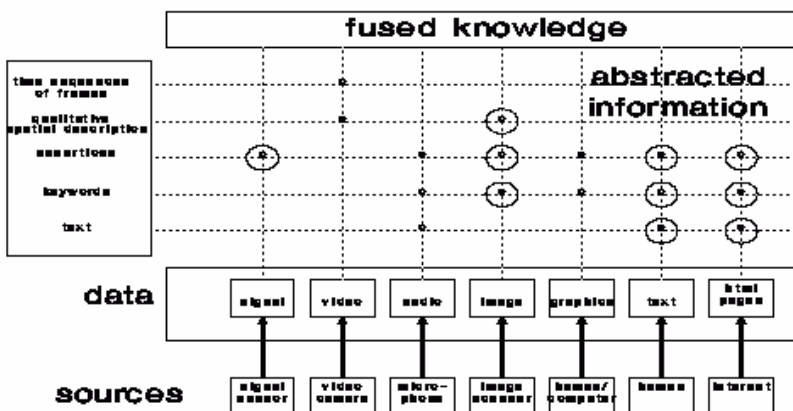 fused knowledge
abstracted
information
time sequences
of frames
qualitative
spatial description
assertions
keywords
text
data
signal
video
audio
image
graphics
text
html
pages
sources
signal
sensor
video
camera
micro-
phone
image
scanner
human/
computer
human
internet